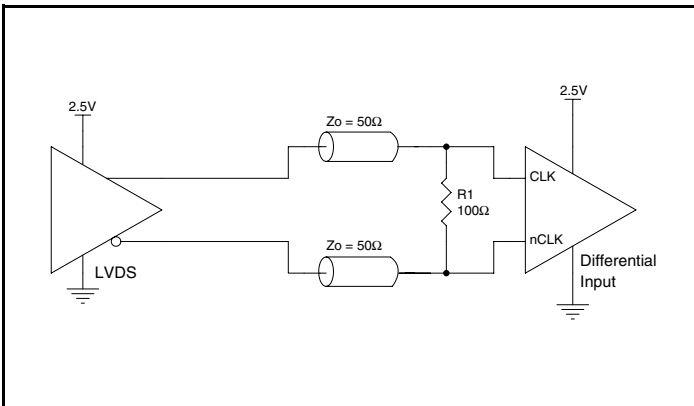 2.5V
2.5V
Zo = 50Ω
CLK
R1
100Ω
nCLK
Zo = 50Ω
LVDS
Differential
Input